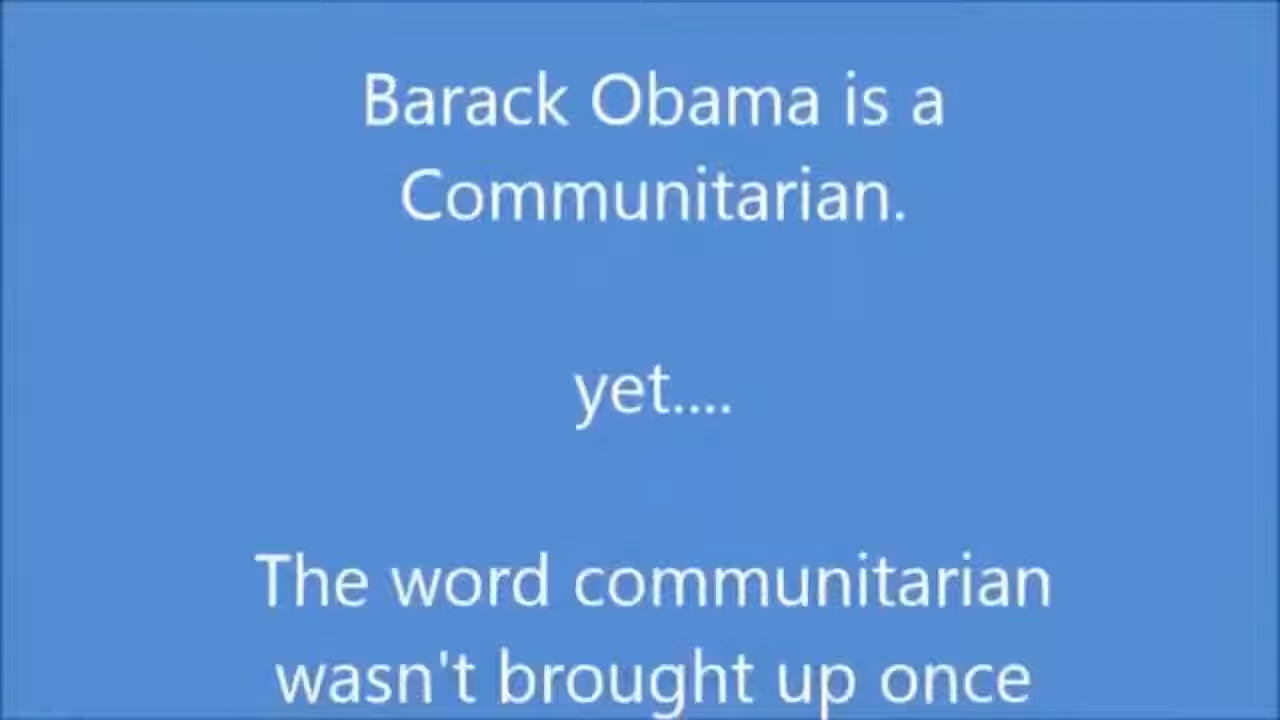 Barack Obama is a
Communitarian.
yet....
The word communitarian
wasn't brought up once